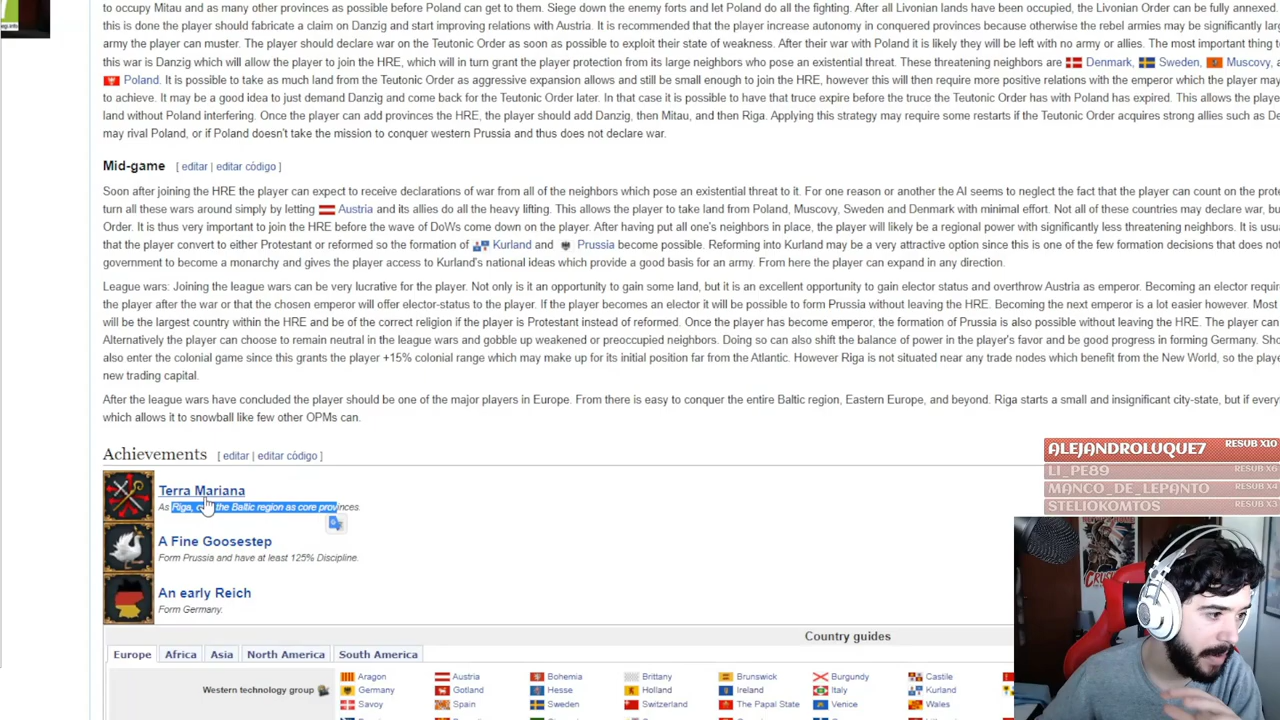 to occupy Mitau and as many other provinces as possible before Poland can get to them. Siege down the enemy forts and let Poland do all the fighting. After all Livonian lands have been occupied, the Livonian Order can be fully annexed.
this is done the player should fabricate a claim on Danzig and start improving relations with Austria. It is recommended that the player increase autonomy in conquered provinces because otherwise the rebel armies may be significantly larg
army the player can muster. The player should declare war on the Teutonic Order as soon as possible to exploit their state of weakness. After their war with Poland it is likely they will be left with no army or allies. The most important thing t
this war is Danzig which will allow the player to join the HRE, which will in turn grant the player protection from its large neighbors who pose an existential threat. These threatening neighbors are Denmark, Sweden, Muscovy, a
Poland. It is possible to take as much land from the Teutonic Order as aggressive expansion allows and still be small enough to join the HRE, however this will then require more positive relations with the emperor which the player may
to achieve. It may be a good idea to just demand Danzig and come back for the Teutonic Order later. In that case it is possible to have that truce expire before the truce the Teutonic Order has with Poland has expired. This allows the playe
land without Poland interfering. Once the player can add provinces the HRE, the player should add Danzig, then Mitau, and then Riga. Applying this strategy may require some restarts if the Teutonic Order acquires strong allies such as De
may rival Poland, or if Poland doesn't take the mission to conquer western Prussia and thus does not declare war.
Mid-game [ editar | editar código ]
Soon after joining the HRE the player can expect to receive declarations of war from all of the neighbors which pose an existential threat to it. For one reason or another the AI seems to neglect the fact that the player can count on the prote
turn all these wars around simply by letting Austria and its allies do all the heavy lifting. This allows the player to take land from Poland, Muscovy, Sweden and Denmark with minimal effort. Not all of these countries may declare war, bu
Order. It is thus very important to join the HRE before the wave of DoWs come down on the player. After having put all one's neighbors in place, the player will likely be a regional power with significantly less threatening neighbors. It is usu
that the player convert to either Protestant or reformed so the formation of Kurland and Prussia become possible. Reforming into Kurland may be a very attractive option since this is one of the few formation decisions that does no
government to become a monarchy and gives the player access to Kurland's national ideas which provide a good basis for an army. From here the player can expand in any direction.
League wars: Joining the league wars can be very lucrative for the player. Not only is it an opportunity to gain some land, but it is an excellent opportunity to gain elector status and overthrow Austria as emperor. Becoming an elector requir
the player after the war or that the chosen emperor will offer elector-status to the player. If the player becomes an elector it will be possible to form Prussia without leaving the HRE. Becoming the next emperor is a lot easier however. Most
will be the largest country within the HRE and be of the correct religion if the player is Protestant instead of reformed. Once the player has become emperor, the formation of Prussia is also possible without leaving the HRE. The player can
Alternatively the player can choose to remain neutral in the league wars and gobble up weakened or preoccupied neighbors. Doing so can also shift the balance of power in the player's favor and be good progress in forming Germany. Sho
also enter the colonial game since this grants the player +15% colonial range which may make up for its initial position far from the Atlantic. However Riga is not situated near any trade nodes which benefit from the New World, so the playe
new trading capital.
After the league wars have concluded the player should be one of the major players in Europe. From there is easy to conquer the entire Baltic region, Eastern Europe, and beyond. Riga starts a small and insignificant city-state, but if every
which allows it to snowball like few other OPMs can.
Achievements [ editar | editar código ]
Terra Mariana
As Riga, the Baltic region as core provinces.
A Fine Goosestep
Form Prussia and have at least 125% Discipline.
An early Reich
Form Germany.
ALEJANDROLUQUE7 RESUB X10
LI_PE89 RESUB X6
MANCO_DE_LEPANTO RESUB X4
STELIOKOMTOS RESUB X3
Country guides
Europe Africa Asia North America South America
Western technology group
Aragon Austria Bohemia Brittany Brunswick Burgundy Castile
Germany Gotland Hesse Holland Ireland Italy Kurland
Savoy Spain Sweden Switzerland The Papal State Venice Wales